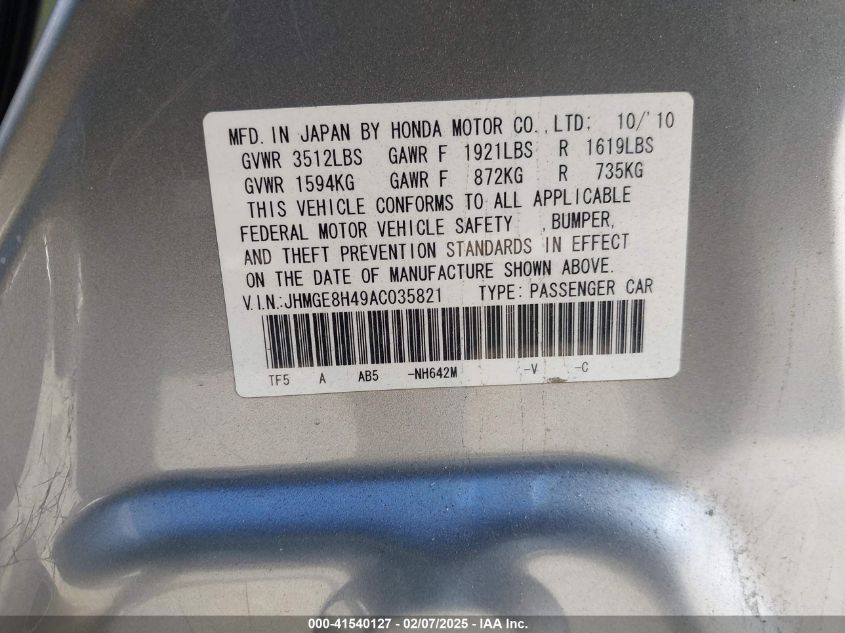 MFD. IN JAPAN BY HONDA MOTOR CO., LTD: 10/'10
GVWR 3512LBS GAWR F 1921LBS R 1619LBS
GVWR 1594KG GAWR F 872KG R 735KG
THIS VEHICLE CONFORMS TO ALL APPLICABLE
FEDERAL MOTOR VEHICLE SAFETY ,BUMPER,
AND THEFT PREVENTION STANDARDS IN EFFECT
ON THE DATE OF MANUFACTURE SHOWN ABOVE.
V.I.N.:JHMGE8H49AC035821 TYPE: PASSENGER CAR
TF5 A AB5 -NH642M -V -C
000-41540127 - 02/07/2025 - IAA Inc.